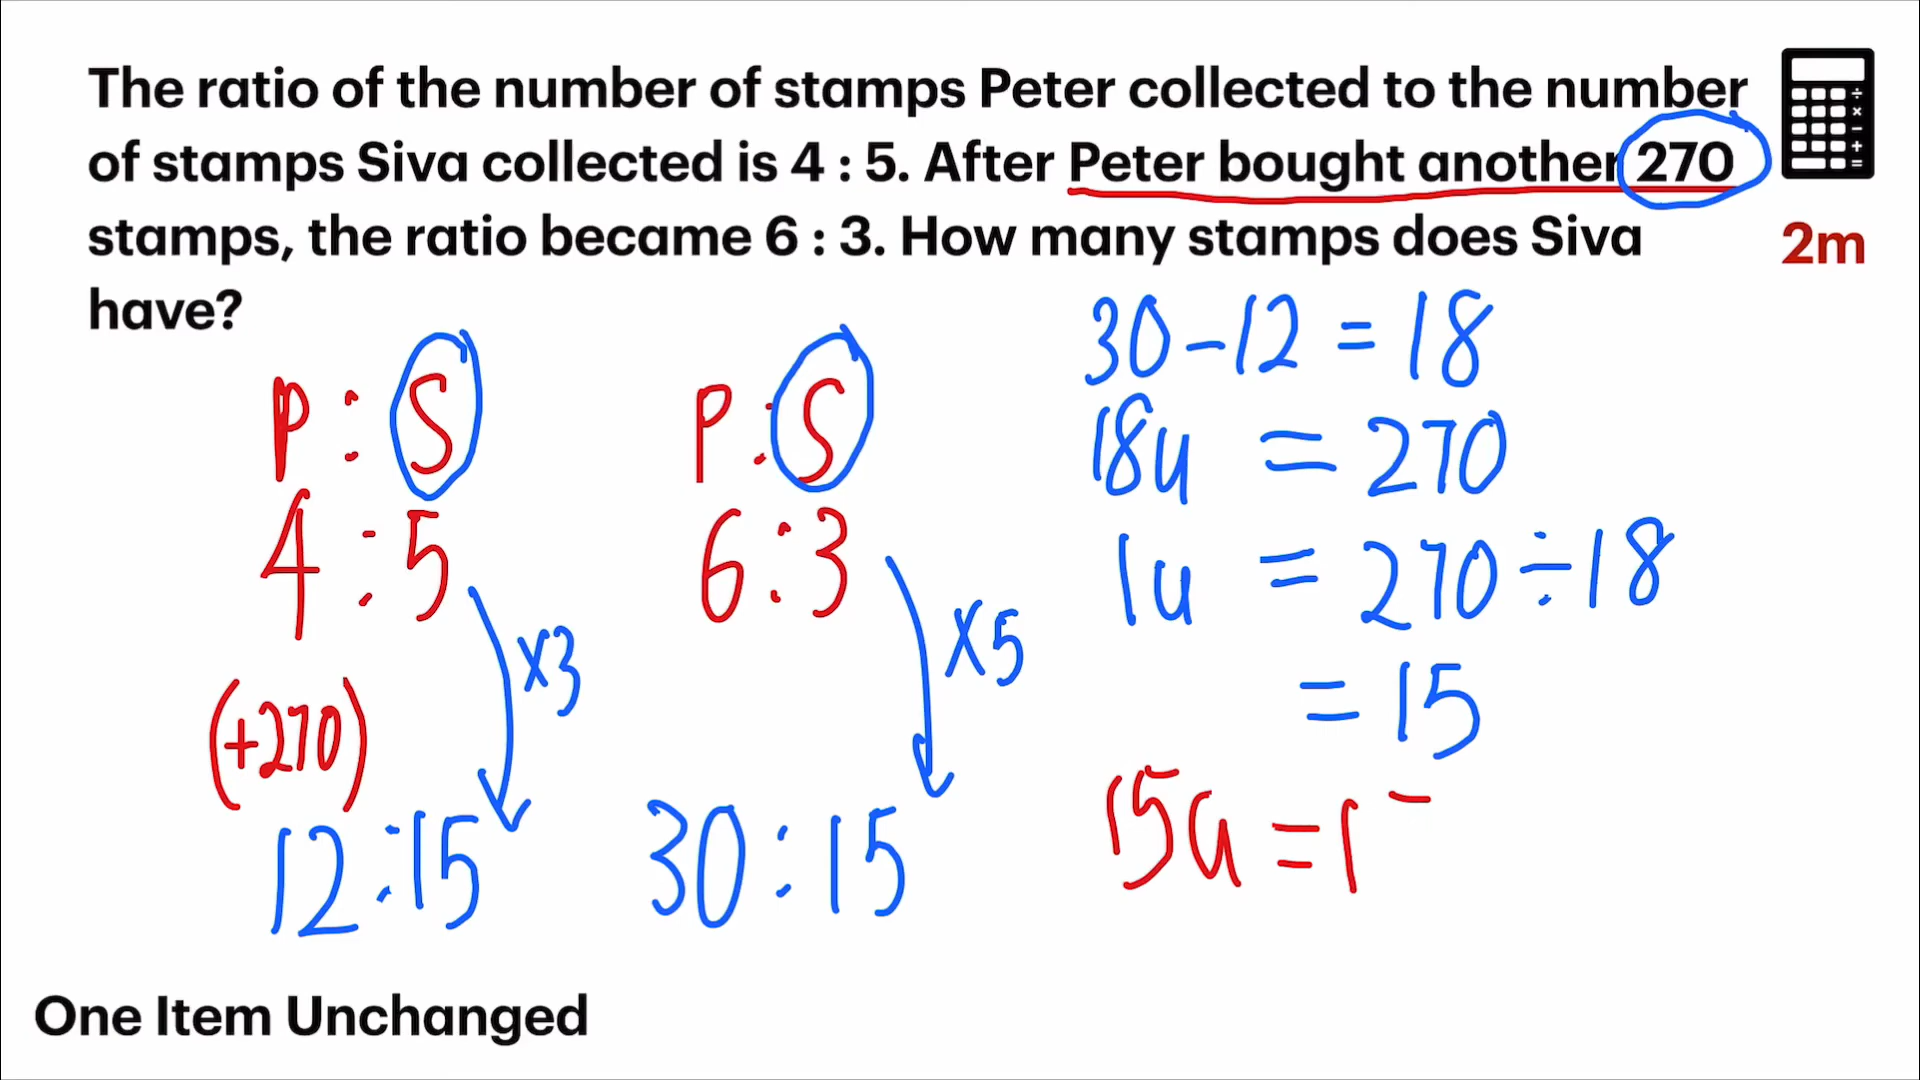 The ratio of the number of stamps Peter collected to the number
of stamps Siva collected is 4 : 5. After Peter bought another 270
stamps, the ratio became 6 : 3. How many stamps does Siva
have?
2m
P : S
4 : 5
(+270)
×3
12 : 15
P : S
6 : 3
×5
30 : 15
30 - 12 = 18
18u = 270
1u = 270 ÷ 18
= 15
15u = 1
One Item Unchanged